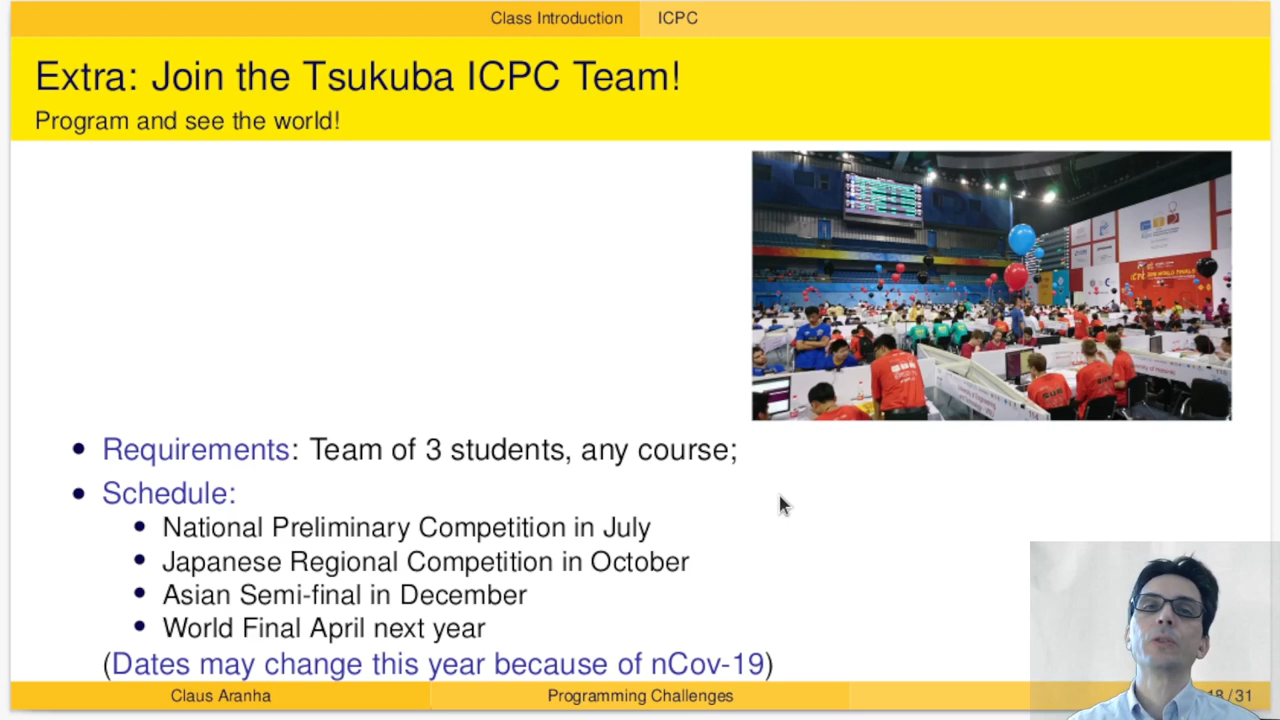 Class Introduction ICPC
Extra: Join the Tsukuba ICPC Team!
Program and see the world!
• Requirements: Team of 3 students, any course;
• Schedule:
• National Preliminary Competition in July
• Japanese Regional Competition in October
• Asian Semi-final in December
• World Final April next year
(Dates may change this year because of nCov-19)
Claus Aranha Programming Challenges 18 / 31